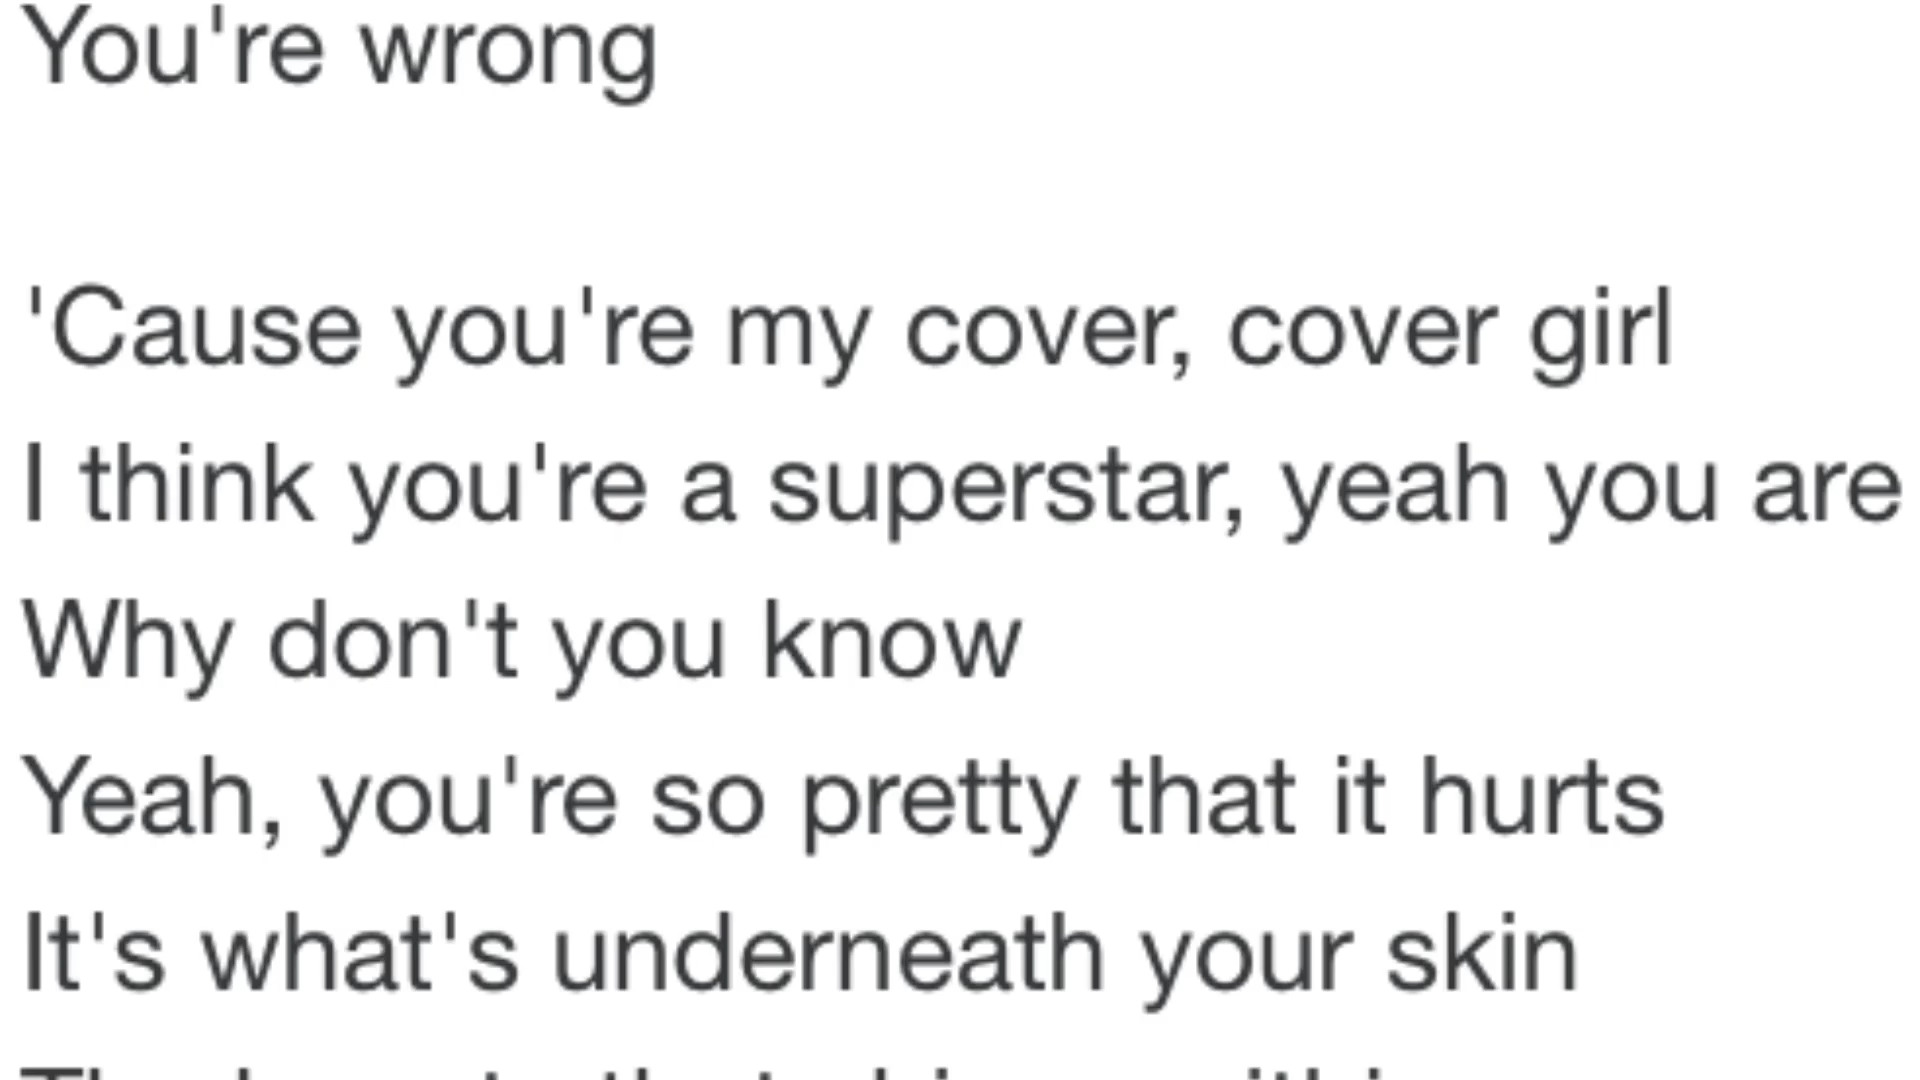 You're wrong
'Cause you're my cover, cover girl
I think you're a superstar, yeah you are
Why don't you know
Yeah, you're so pretty that it hurts
It's what's underneath your skin